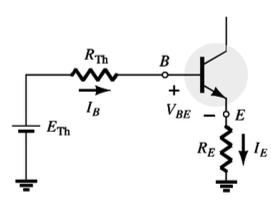 R_Th B
I_B + V_BE − E
E_Th
R_E I_E